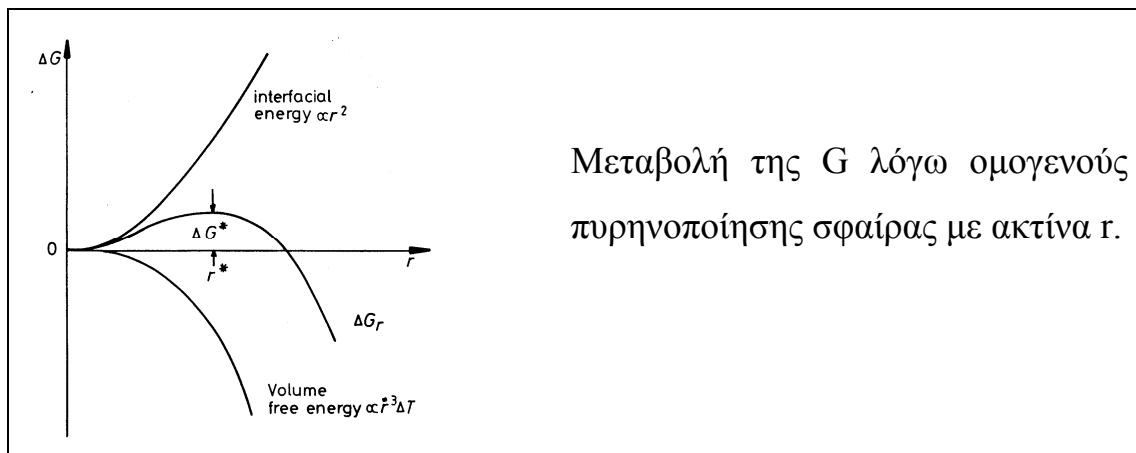 ΔG
interfacial
energy ∝r²
Μεταβολή της G λόγω ομογενούς
πυρηνοποίησης σφαίρας με ακτίνα r.
ΔG*
0
r*
r
ΔGr
Volume
free energy ∝r³ΔT